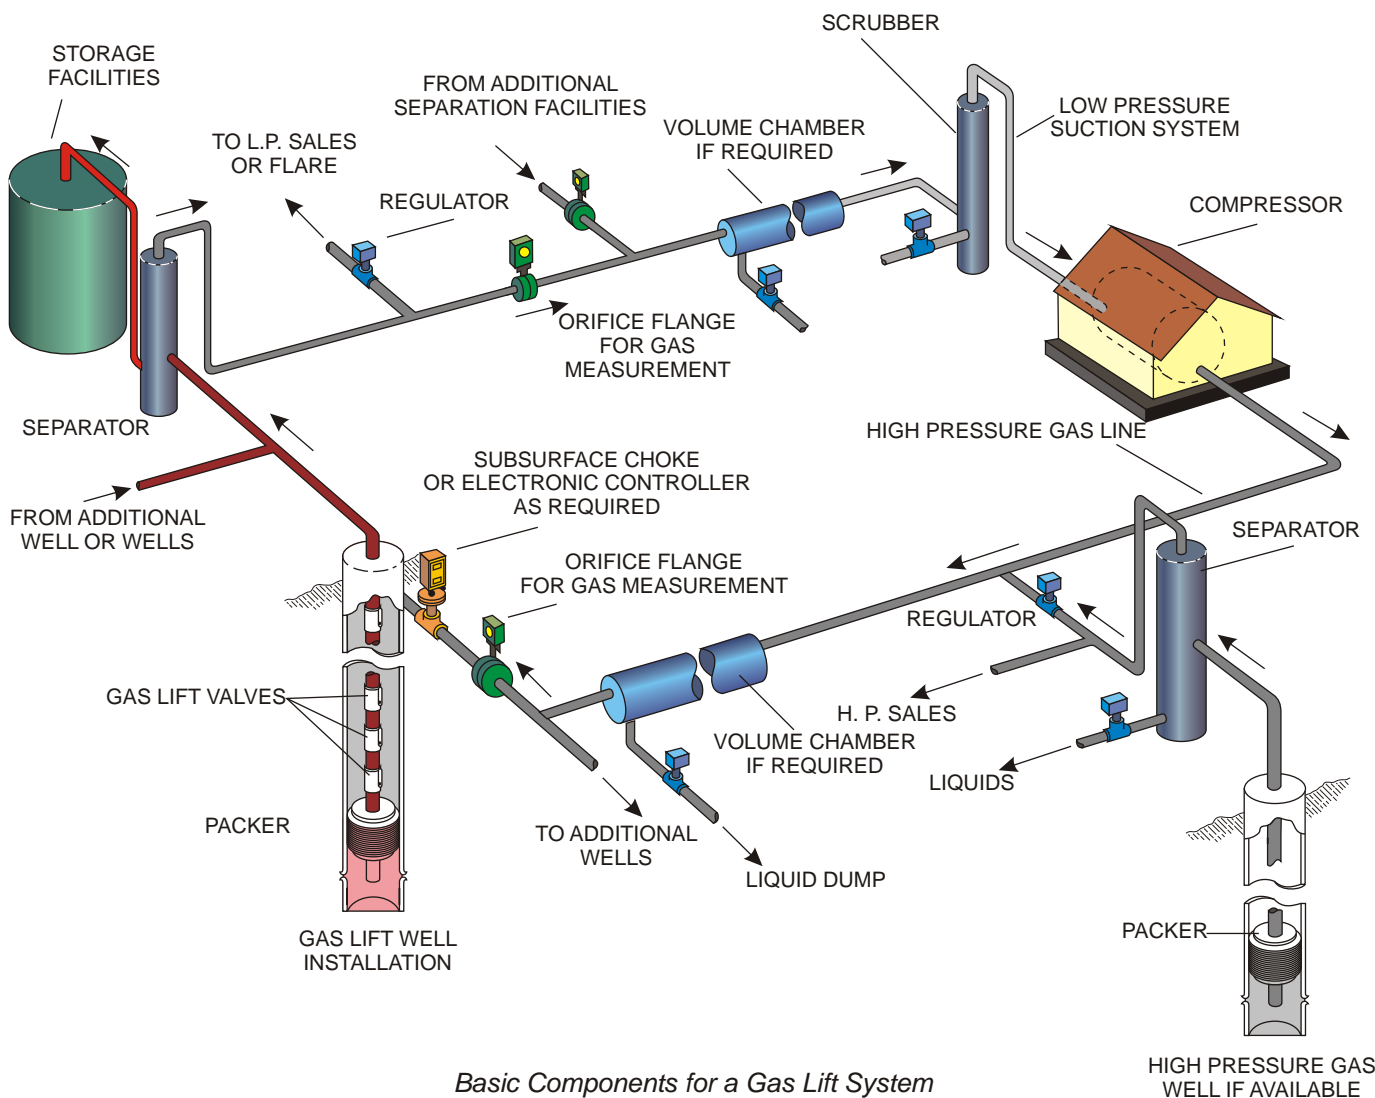 SCRUBBER
STORAGE
FACILITIES
FROM ADDITIONAL
SEPARATION FACILITIES
LOW PRESSURE
SUCTION SYSTEM
TO L.P. SALES
OR FLARE
VOLUME CHAMBER
IF REQUIRED
REGULATOR
COMPRESSOR
ORIFICE FLANGE
FOR GAS
MEASUREMENT
SEPARATOR
HIGH PRESSURE GAS LINE
SUBSURFACE CHOKE
OR ELECTRONIC CONTROLLER
AS REQUIRED
FROM ADDITIONAL
WELL OR WELLS
SEPARATOR
ORIFICE FLANGE
FOR GAS MEASUREMENT
REGULATOR
GAS LIFT VALVES
H. P. SALES
VOLUME CHAMBER
IF REQUIRED
LIQUIDS
PACKER
TO ADDITIONAL
WELLS
LIQUID DUMP
PACKER
GAS LIFT WELL
INSTALLATION
HIGH PRESSURE GAS
WELL IF AVAILABLE
Basic Components for a Gas Lift System